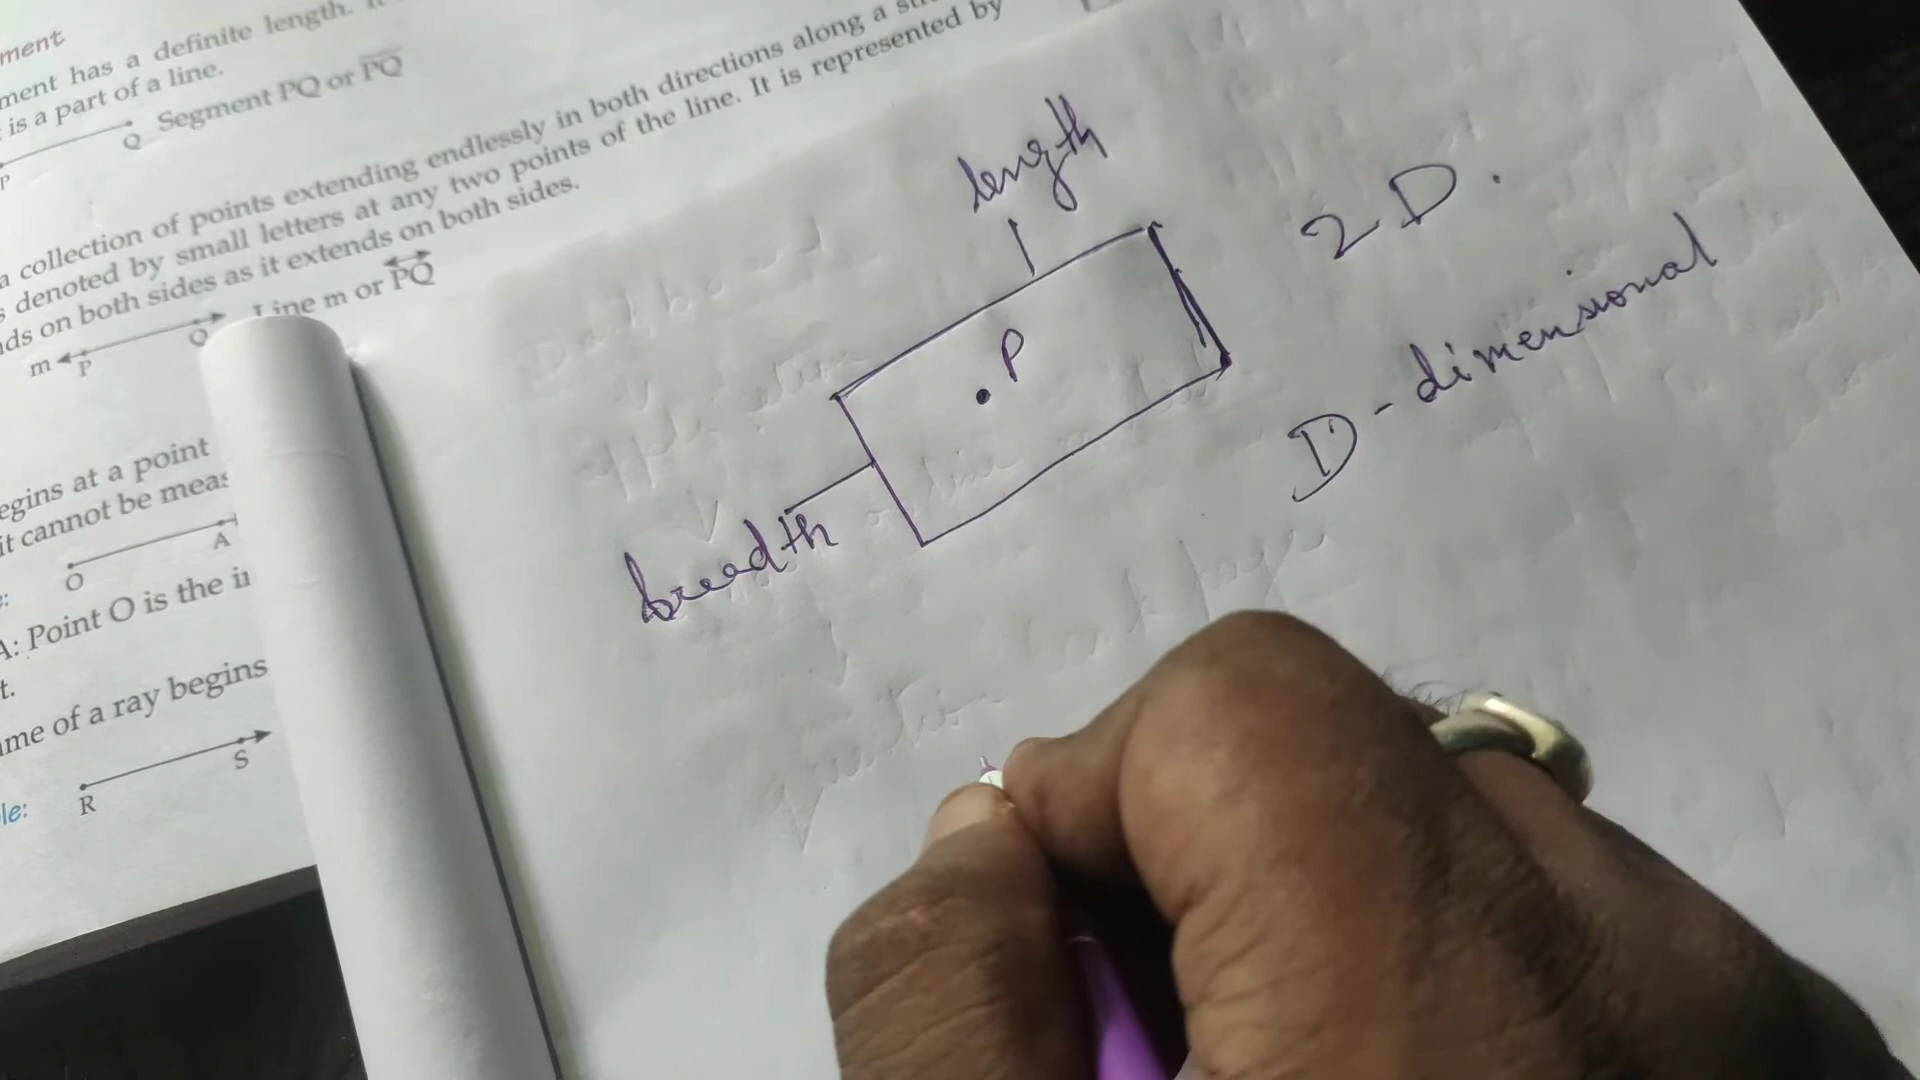 ment
ment has a definite length.
is a part of a line.
P
Q
Segment PQ or PQ
a collection of points extending endlessly in both directions along a
denoted by small letters at any two points of the line. It is represented by
ds on both sides as it extends on both sides.
m
P
Q
Line m or PQ
egins at a point
it cannot be meas
O
A
A: Point O is the
t.
ame of a ray begins
R
S
le:
length
P
breadth
2D.
D-dimensional